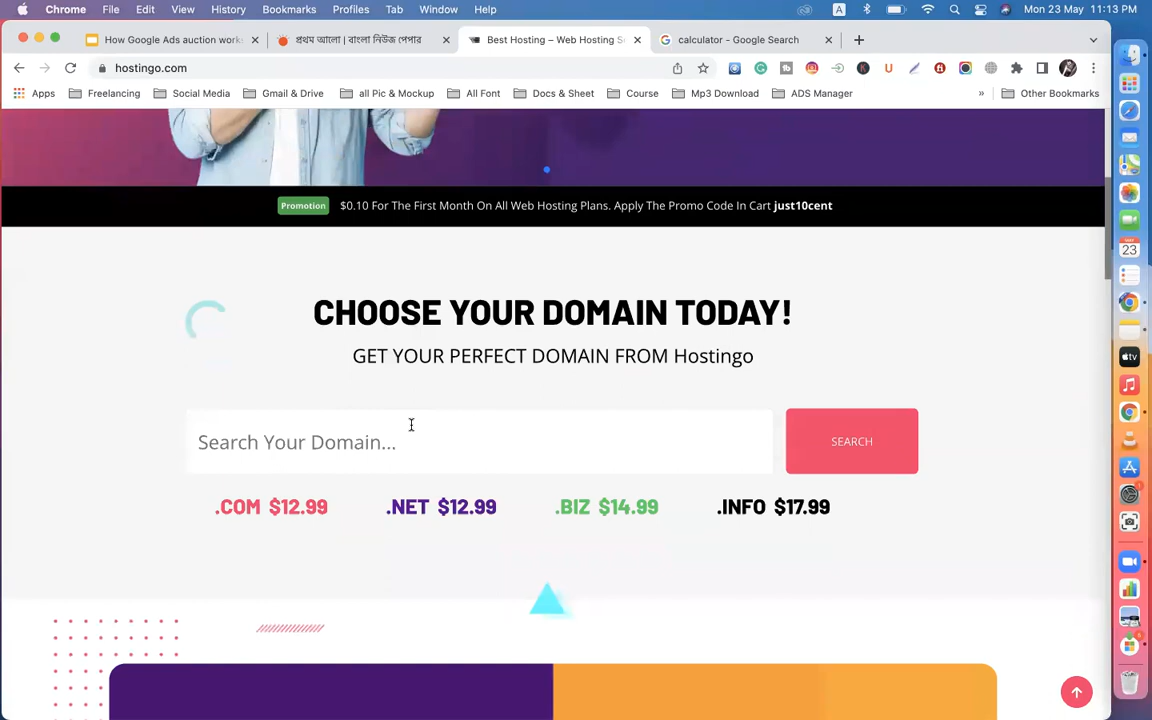 Chrome File Edit View History Bookmarks Profiles Tab Window Help A Mon 23 May 11:13 PM
How Google Ads auction work প্রথম আলো | বাংলা নিউজ পেপার Best Hosting – Web Hosting S calculator - Google Search
hostingo.com
Apps Freelancing Social Media Gmail & Drive all Pic & Mockup All Font Docs & Sheet Course Mp3 Download ADS Manager » Other Bookmarks
Promotion $0.10 For The First Month On All Web Hosting Plans. Apply The Promo Code In Cart just10cent
CHOOSE YOUR DOMAIN TODAY!
GET YOUR PERFECT DOMAIN FROM Hostingo
Search Your Domain...
SEARCH
.COM $12.99 .NET $12.99 .BIZ $14.99 .INFO $17.99
23
tv